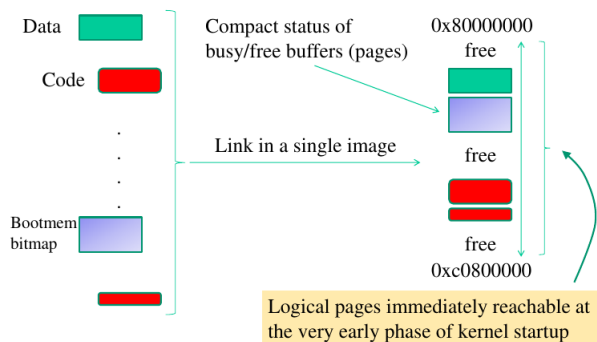 Data
Code
.
.
.
.
Bootmem
bitmap
Compact status of
busy/free buffers (pages)
Link in a single image
0x80000000
free
free
free
0xc0800000
Logical pages immediately reachable at
the very early phase of kernel startup